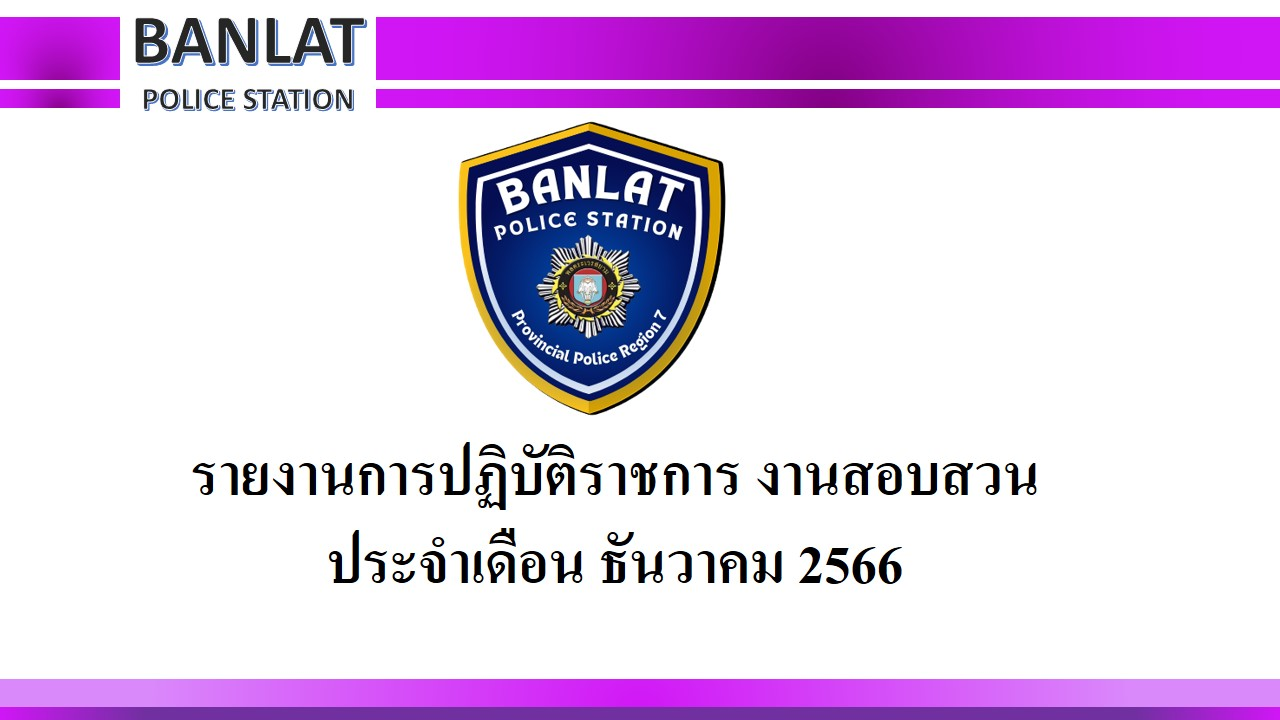 BANLAT
POLICE STATION
BANLAT
POLICE STATION
Provincial Police Region 7
รายงานการปฏิบัติราชการ งานสอบสวน
ประจำเดือน ธันวาคม 2566